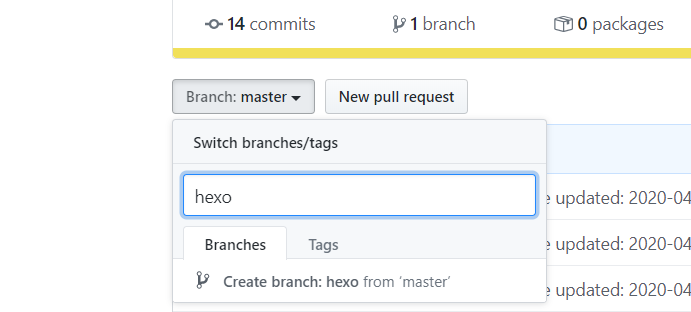 14 commits 1 branch 0 packages
Branch: master New pull request
Switch branches/tags
hexo
e updated: 2020-04
Branches Tags
e updated: 2020-04
Create branch: hexo from ‘master’
e updated: 2020-04